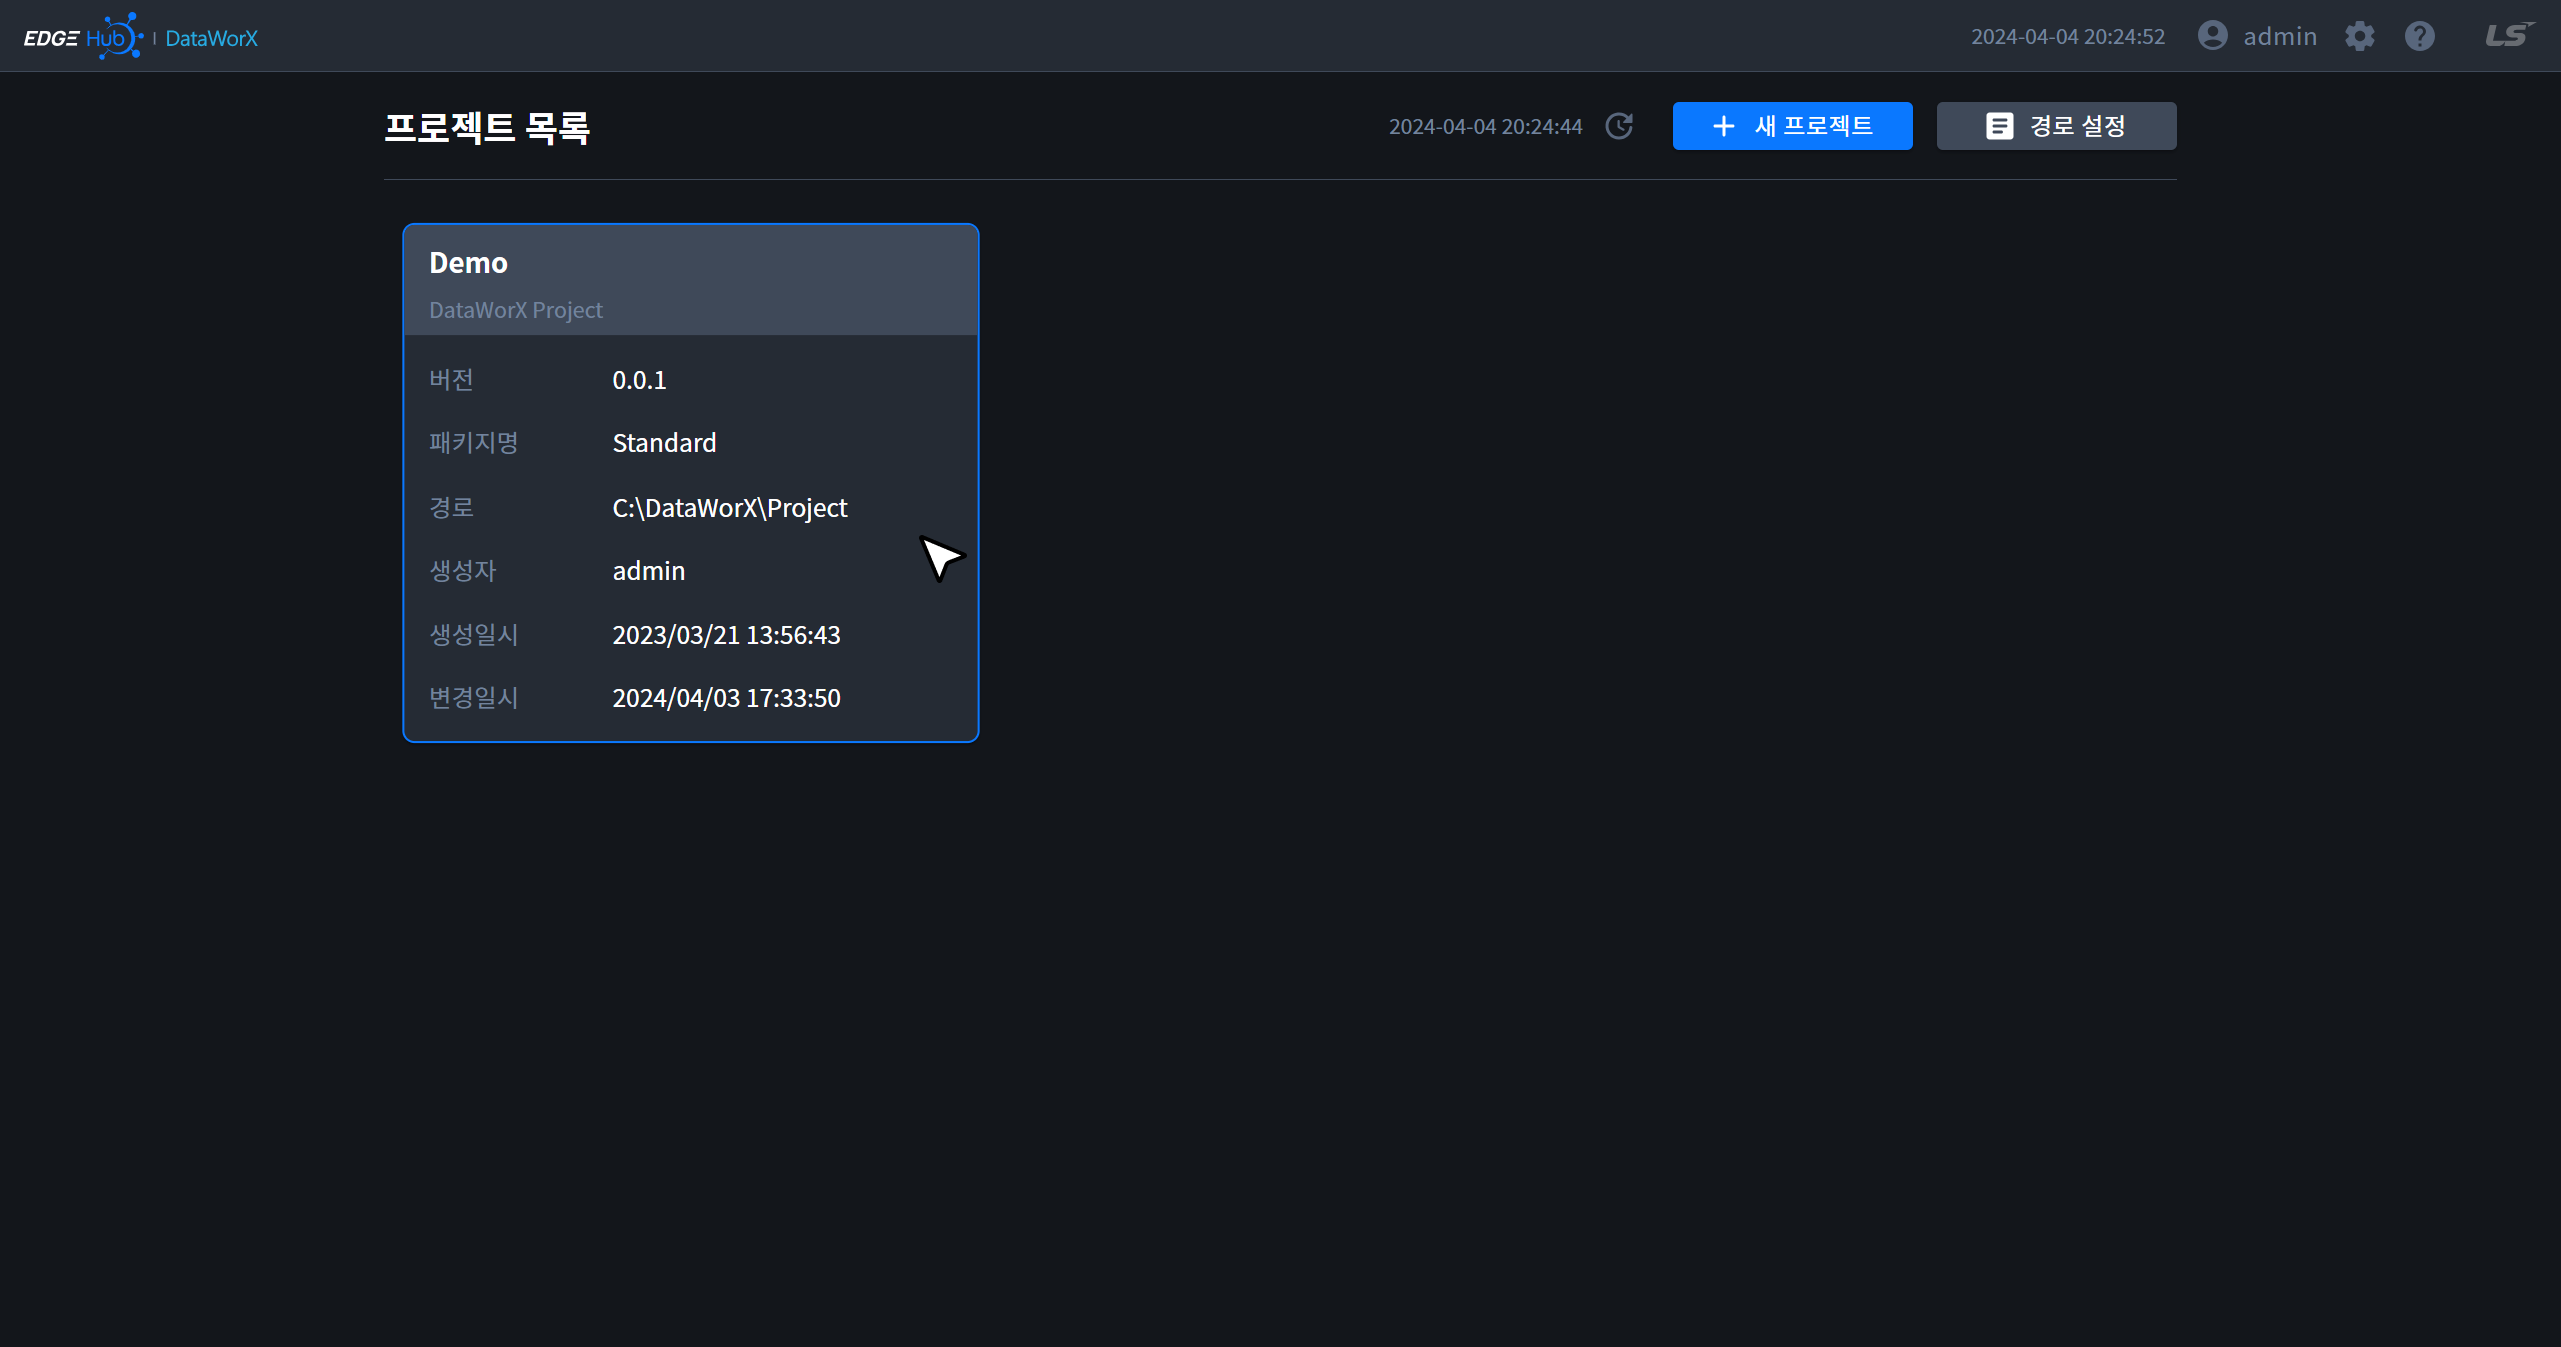 EDGE Hub | DataWorX
2024-04-04 20:24:52 admin LS
프로젝트 목록
2024-04-04 20:24:44 새 프로젝트 경로 설정
Demo
DataWorX Project
버전 0.0.1
패키지명 Standard
경로 C:\DataWorX\Project
생성자 admin
생성일시 2023/03/21 13:56:43
변경일시 2024/04/03 17:33:50